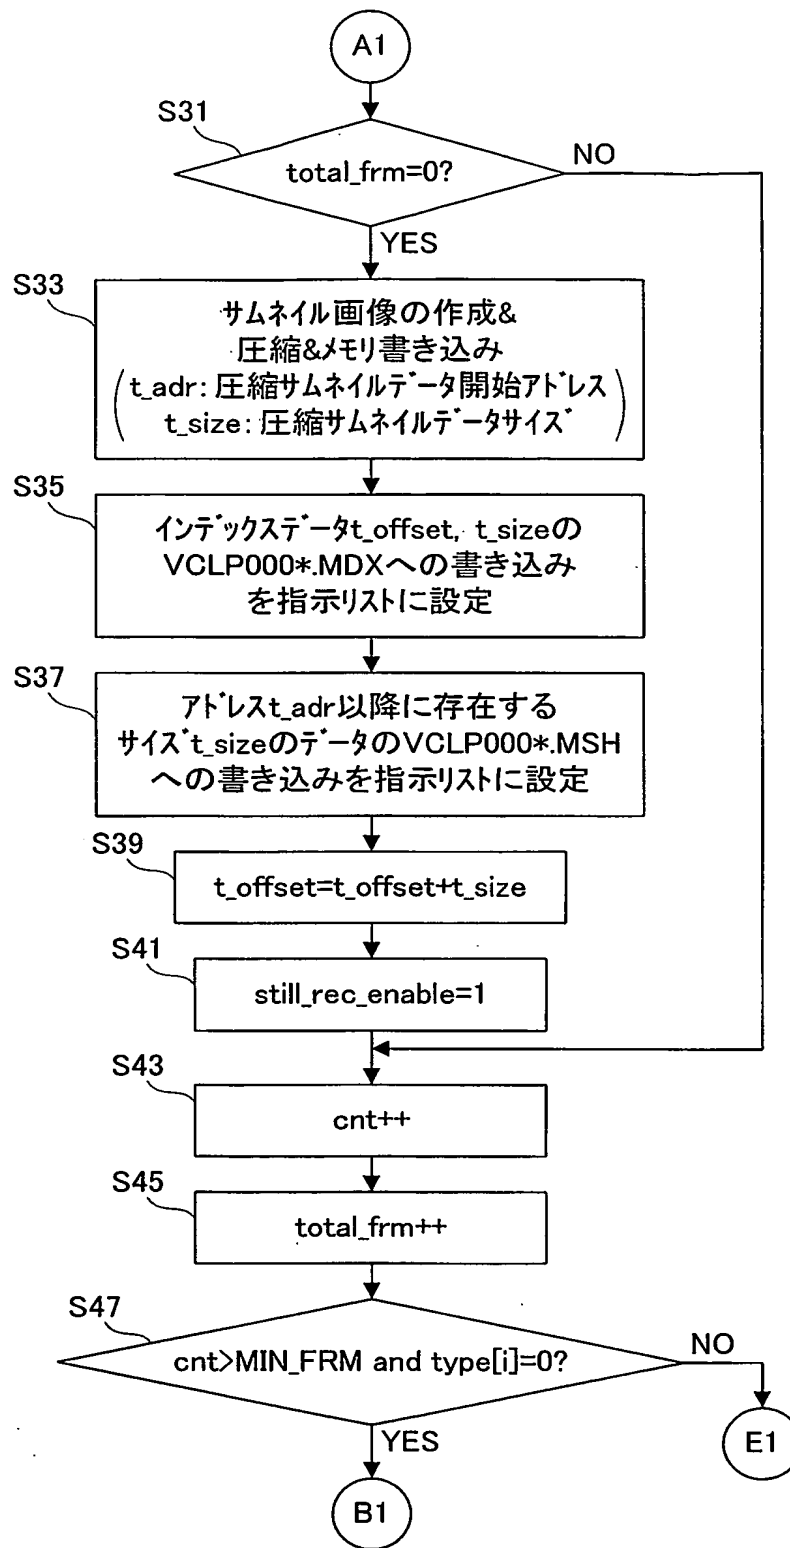 A1
S31
total_frm=0?
NO
YES
S33
サムネイル画像の作成&
圧縮&メモリ書き込み
t_adr: 圧縮サムネイルデータ開始アドレス
t_size: 圧縮サムネイルデータサイズ
S35
インデックスデータt_offset, t_sizeの
VCLP000*.MDXへの書き込み
を指示リストに設定
S37
アドレスt_adr以降に存在する
サイズt_sizeのデータのVCLP000*.MSH
への書き込みを指示リストに設定
S39
t_offset=t_offset+t_size
S41
still_rec_enable=1
S43
cnt++
S45
total_frm++
S47
cnt>MIN_FRM and type[i]=0?
NO
YES
E1
B1